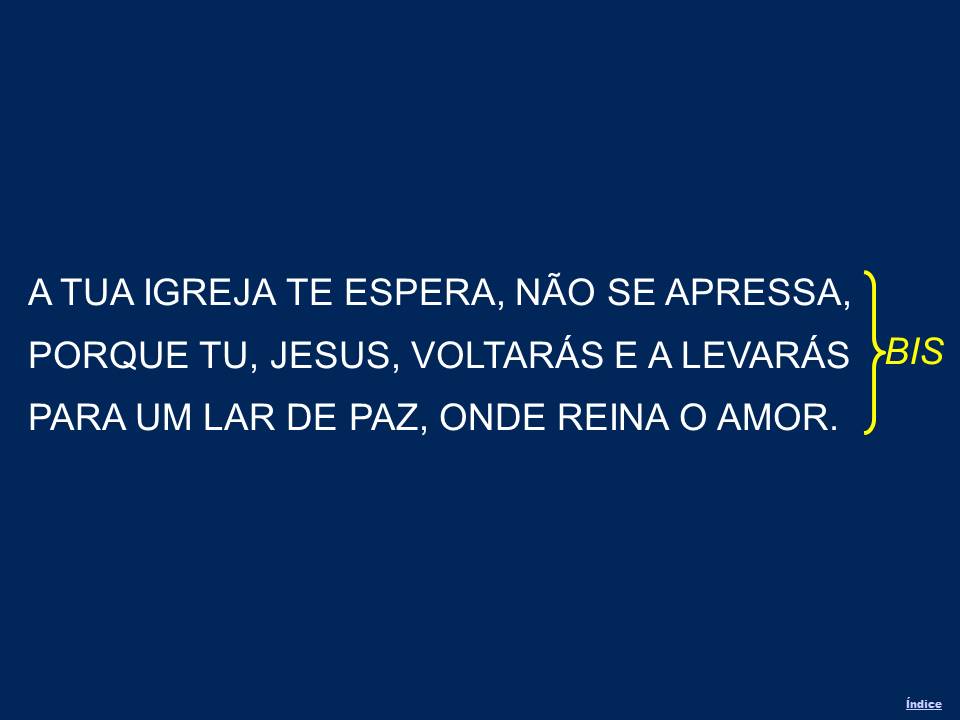 A TUA IGREJA TE ESPERA, NÃO SE APRESSA,
PORQUE TU, JESUS, VOLTARÁS E A LEVARÁS
PARA UM LAR DE PAZ, ONDE REINA O AMOR.
BIS
Índice